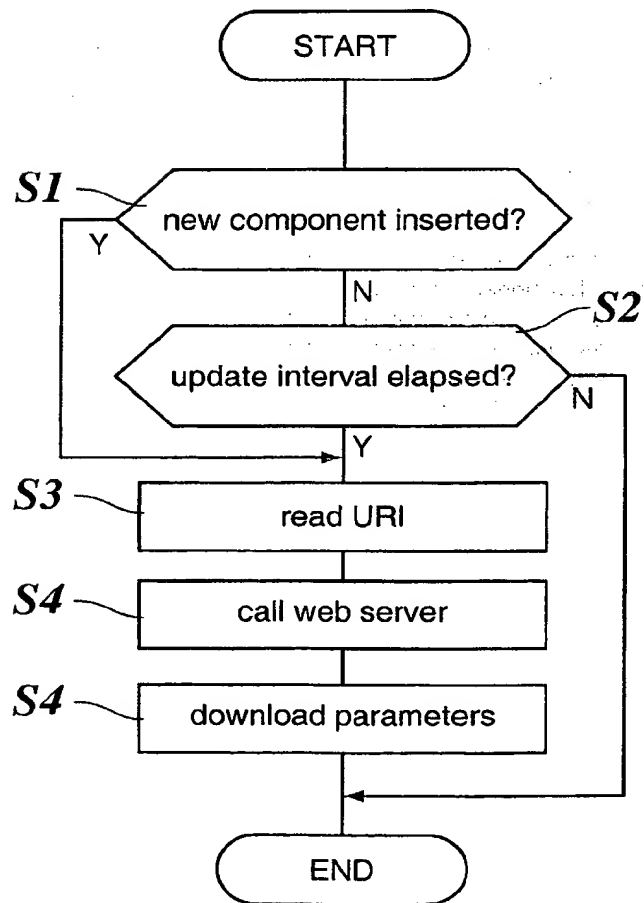 START
S1
new component inserted?
Y
N
S2
update interval elapsed?
N
Y
S3
read URI
S4
call web server
S4
download parameters
END